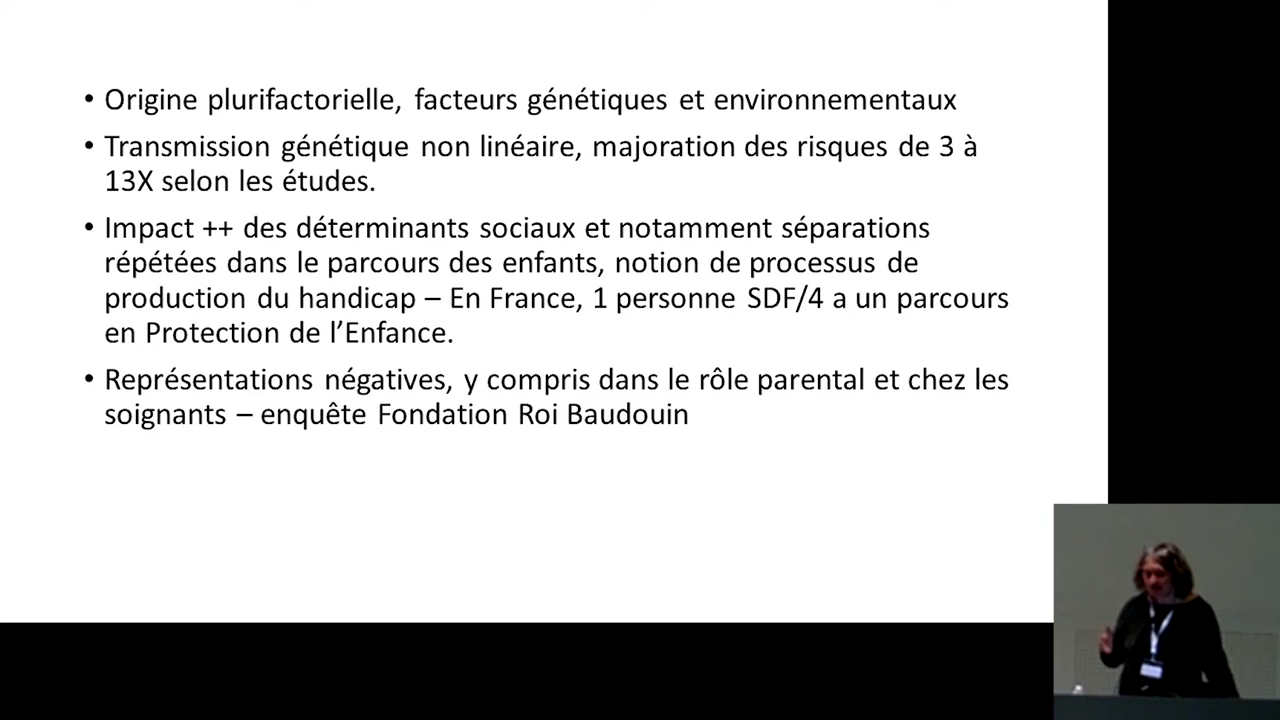 • Origine plurifactorielle, facteurs génétiques et environnementaux
• Transmission génétique non linéaire, majoration des risques de 3 à
13X selon les études.
• Impact ++ des déterminants sociaux et notamment séparations
répétées dans le parcours des enfants, notion de processus de
production du handicap – En France, 1 personne SDF/4 a un parcours
en Protection de l’Enfance.
• Représentations négatives, y compris dans le rôle parental et chez les
soignants – enquête Fondation Roi Baudouin